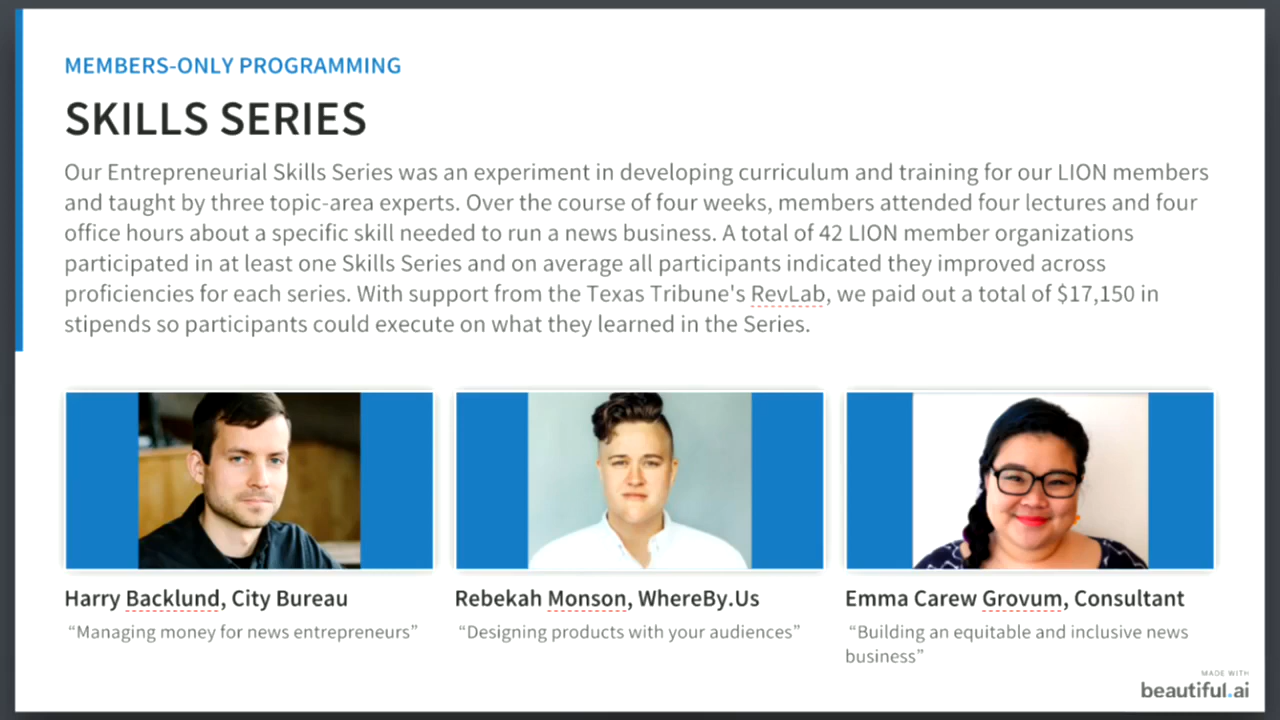 MEMBERS-ONLY PROGRAMMING
SKILLS SERIES
Our Entrepreneurial Skills Series was an experiment in developing curriculum and training for our LION members
and taught by three topic-area experts. Over the course of four weeks, members attended four lectures and four
office hours about a specific skill needed to run a news business. A total of 42 LION member organizations
participated in at least one Skills Series and on average all participants indicated they improved across
proficiencies for each series. With support from the Texas Tribune's RevLab, we paid out a total of $17,150 in
stipends so participants could execute on what they learned in the Series.
Harry Backlund, City Bureau
“Managing money for news entrepreneurs”
Rebekah Monson, WhereBy.Us
“Designing products with your audiences”
Emma Carew Grovum, Consultant
“Building an equitable and inclusive news
business”
MADE WITH
beautiful.ai